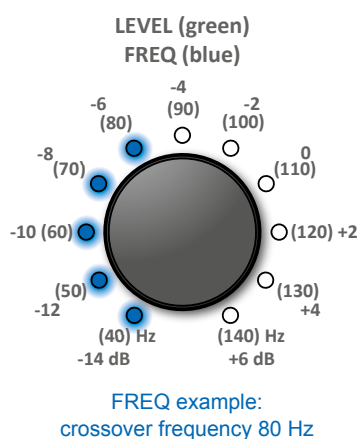 LEVEL (green)
FREQ (blue)
-4
(90)
-6
(80)
-2
(100)
-8
(70)
0
(110)
-10 (60)
(120) +2
(50)
-12
(130)
+4
(40) Hz
-14 dB
(140) Hz
+6 dB
FREQ example:
crossover frequency 80 Hz